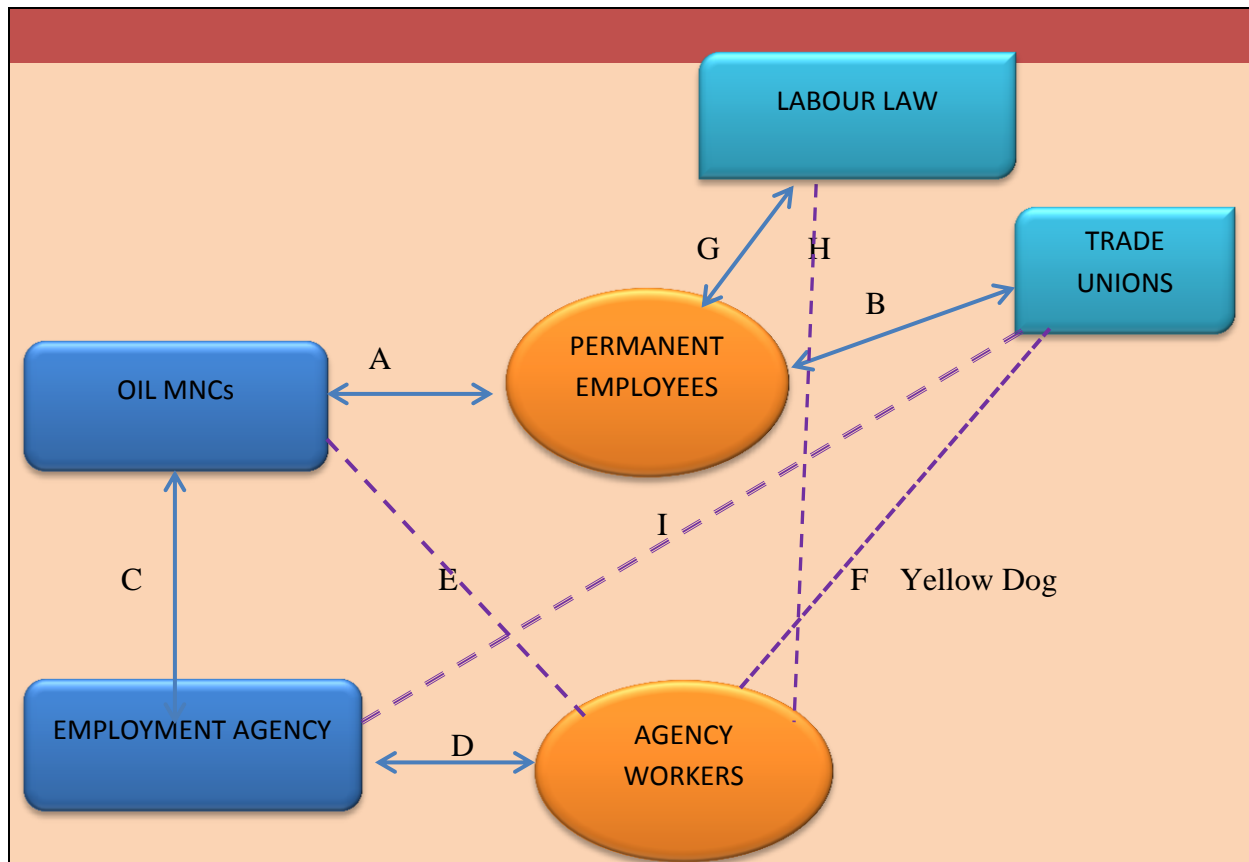 LABOUR LAW
G
H
TRADE
UNIONS
B
PERMANENT
EMPLOYEES
A
OIL MNCs
I
C
E
F Yellow Dog
EMPLOYMENT AGENCY
D
AGENCY
WORKERS